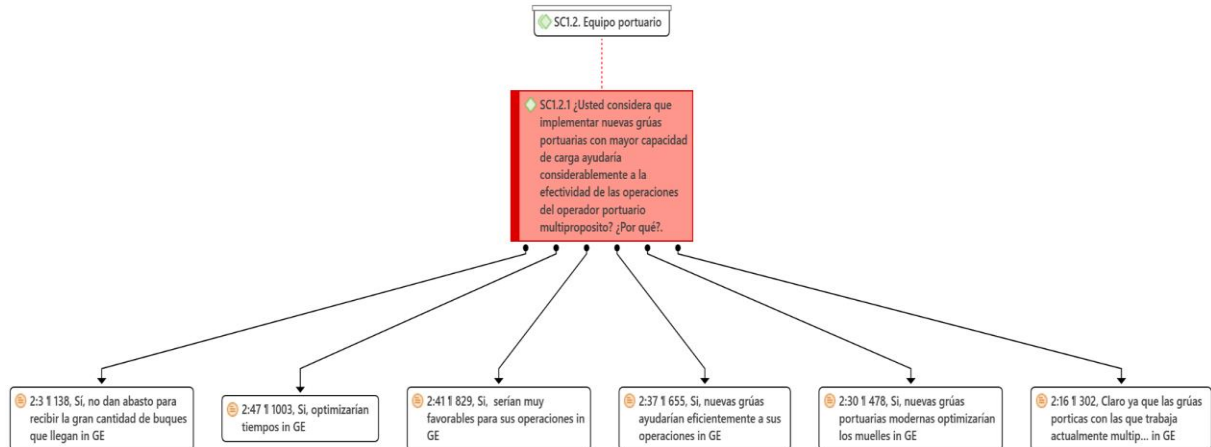 SC1.2. Equipo portuario
SC1.2.1 ¿Usted considera que
implementar nuevas grúas
portuarias con mayor capacidad
de carga ayudaría
considerablemente a la
efectividad de las operaciones
del operador portuario
multiproposito? ¿Por qué?.
2:3 ¶ 138, Sí, no dan abasto para
recibir la gran cantidad de buques
que llegan in GE
2:47 ¶ 1003, Si, optimizarían
tiempos in GE
2:41 ¶ 829, Si, serían muy
favorables para sus operaciones in
GE
2:37 ¶ 655, Si, nuevas grúas
ayudarían eficientemente a sus
operaciones in GE
2:30 ¶ 478, Si, nuevas grúas
portuarias modernas optimizarían
los muelles in GE
2:16 ¶ 302, Claro ya que las grúas
porticas con las que trabaja
actualmente multip... in GE